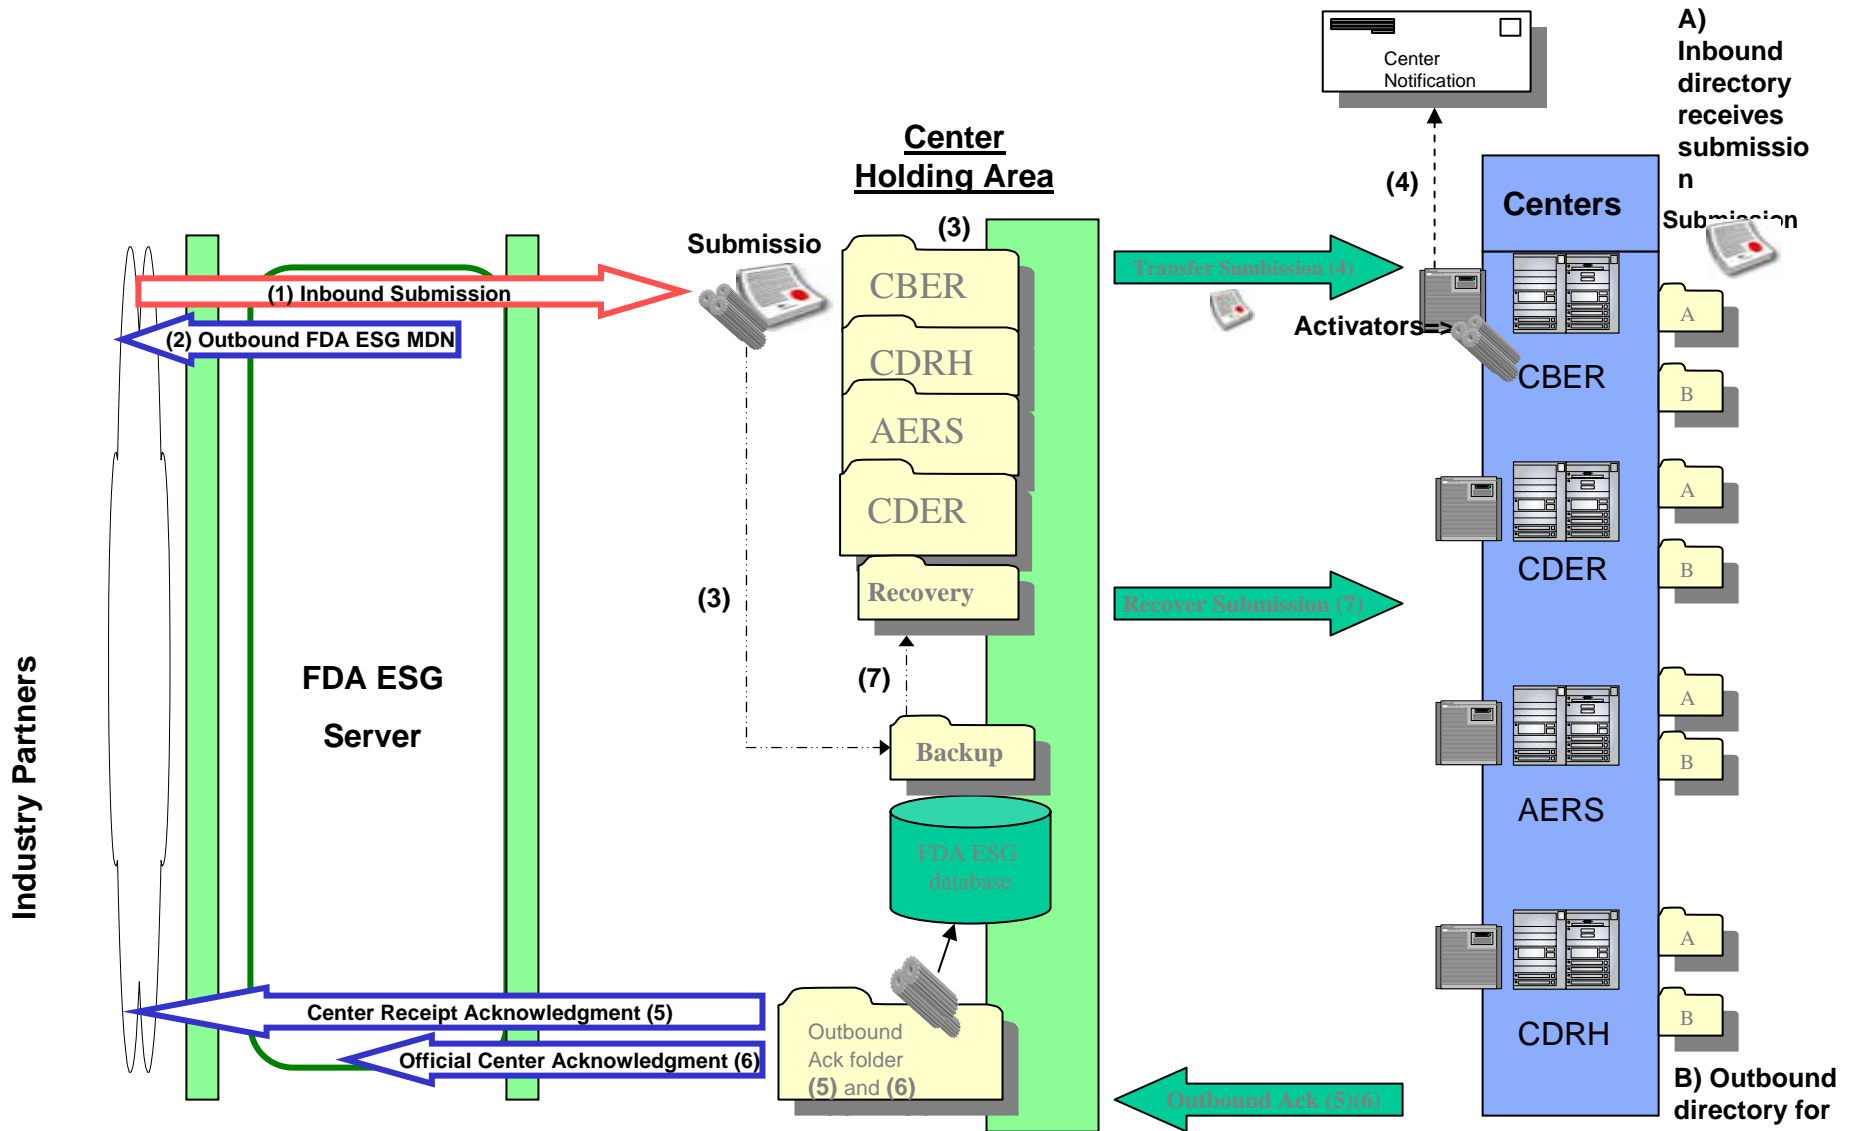 A)
Inbound
directory
receives
submissio
n
Submission
Center
Notification
Center
Holding Area
(3)
(4)
Centers
Submissio
(1) Inbound Submission
(2) Outbound FDA ESG MDN
CBER
CDRH
AERS
CDER
Recovery
Transfer Sumbission (4)
Activators=>
CBER
A
B
CDER
A
B
(3)
Recover Submission (7)
(7)
Industry Partners
FDA ESG
Server
Backup
AERS
A
B
FDA ESG
database
CDRH
A
B
Center Receipt Acknowledgment (5)
Official Center Acknowledgment (6)
Outbound
Ack folder
(5) and (6)
Outbound Ack (5)(6)
B) Outbound
directory for